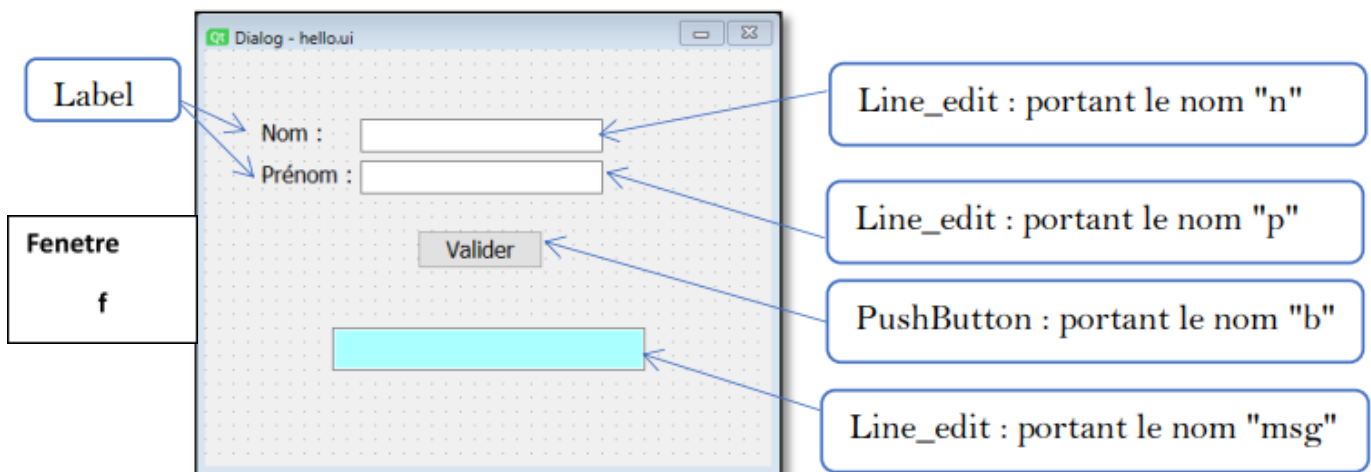 Qt Dialog - hello.ui
Label
Line_edit : portant le nom "n"
Nom :
Prénom :
Line_edit : portant le nom "p"
Fenetre
f
Valider
PushButton : portant le nom "b"
Line_edit : portant le nom "msg"